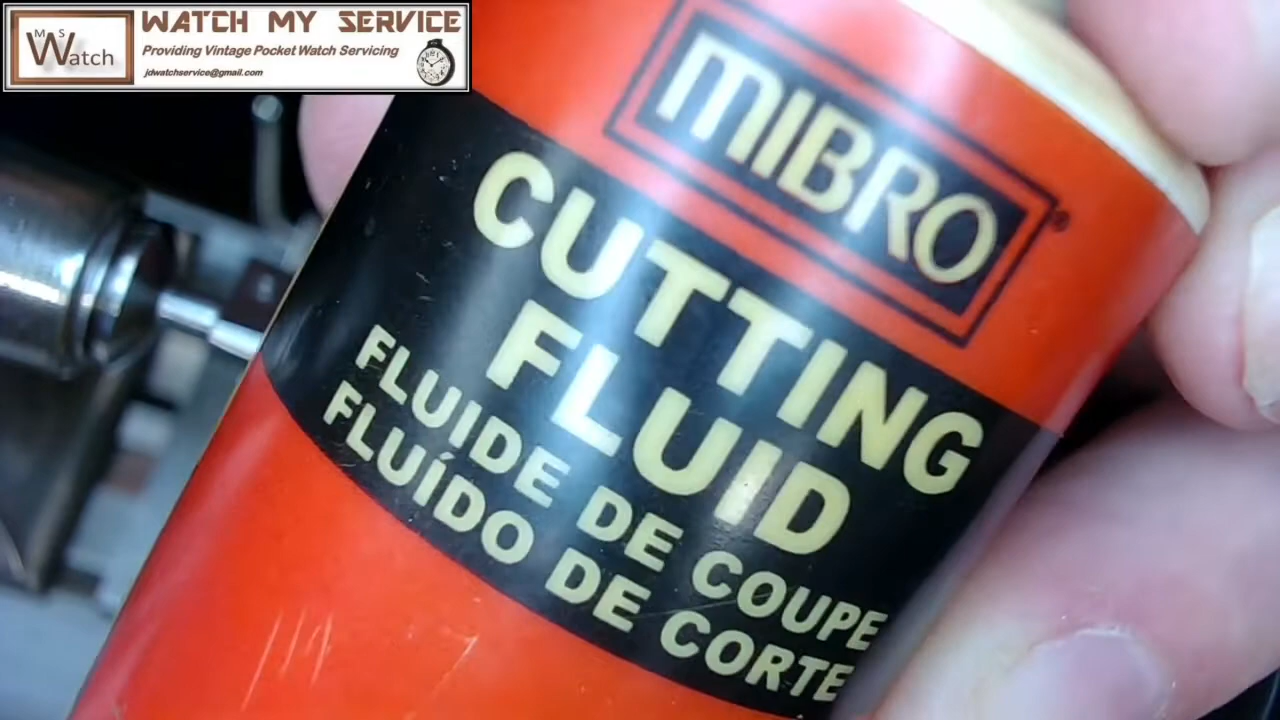 M S
Watch
WATCH MY SERVICE
Providing Vintage Pocket Watch Servicing
jdwatchservice@gmail.com
MIBRO®
CUTTING
FLUID
FLUIDE DE COUPE
FLUÍDO DE CORTE